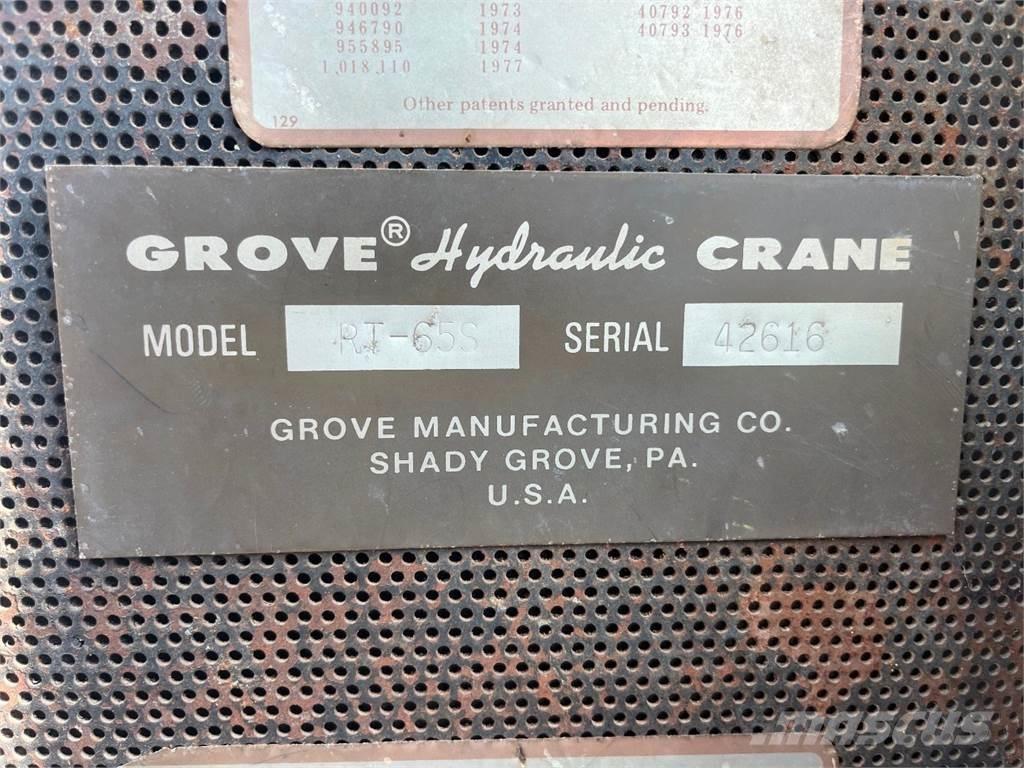 940092 1973 40792 1976
946790 1974 40793 1976
955895 1974
1,018,110 1977
Other patents granted and pending.
129
GROVE® Hydraulic CRANE
MODEL RT-65S SERIAL 42616
GROVE MANUFACTURING CO.
SHADY GROVE, PA.
U.S.A.
mascus